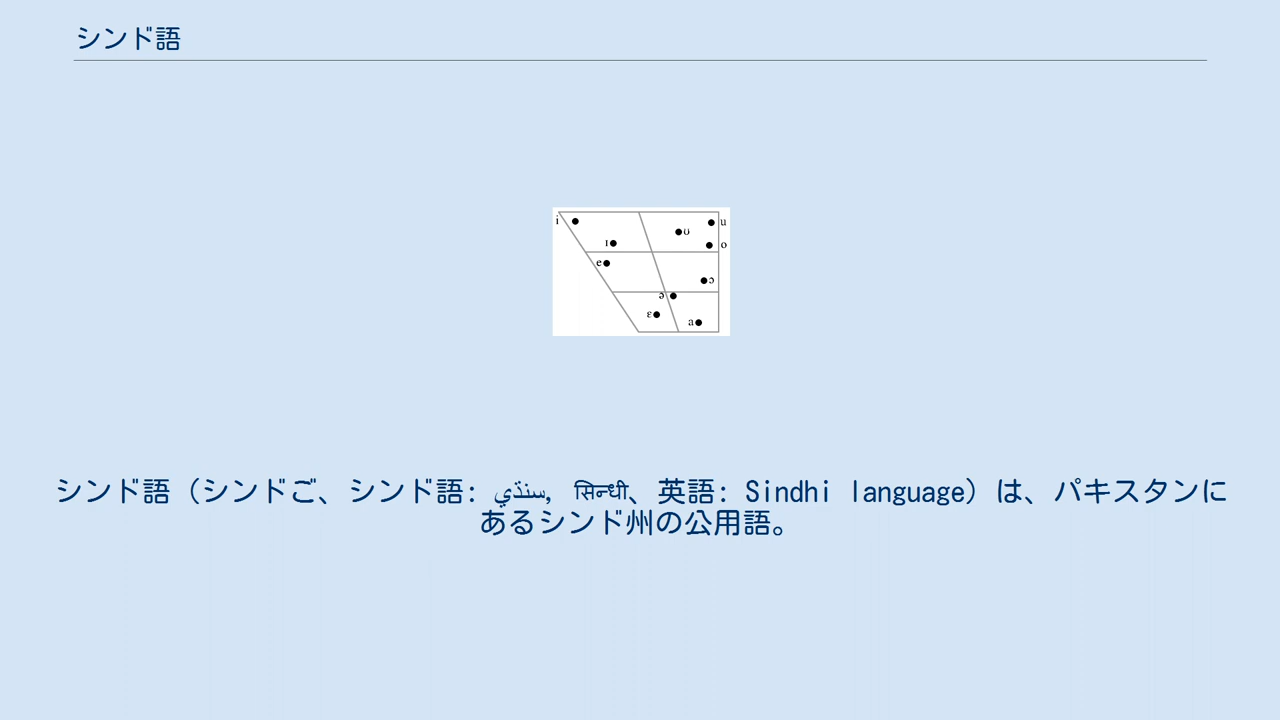 シンド語
i u
ʊ
ɪ o
e
ɔ
ə
ɛ
a
シンド語（シンドご、シンド語: سنڌي, सिन्धी、英語: Sindhi language）は、パキスタンに
あるシンド州の公用語。